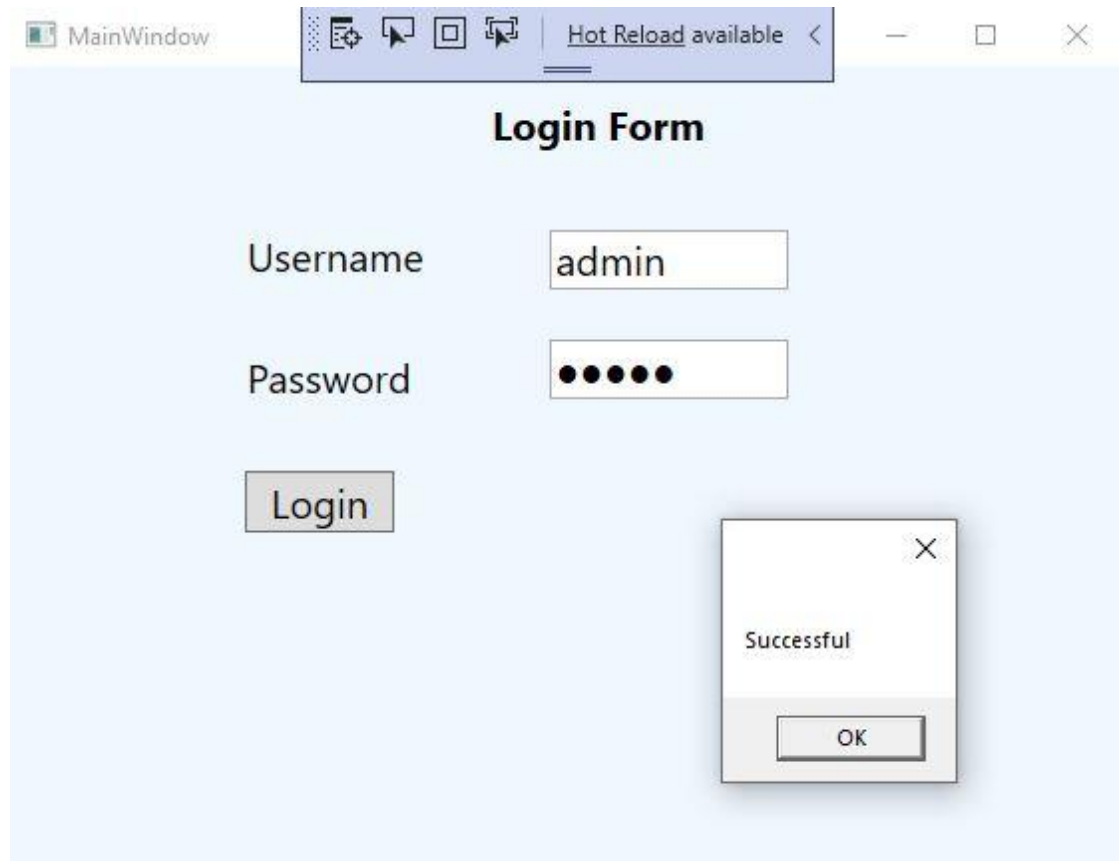 MainWindow
Hot Reload available
Login Form
Username
admin
Password
●●●●●
Login
Successful
OK